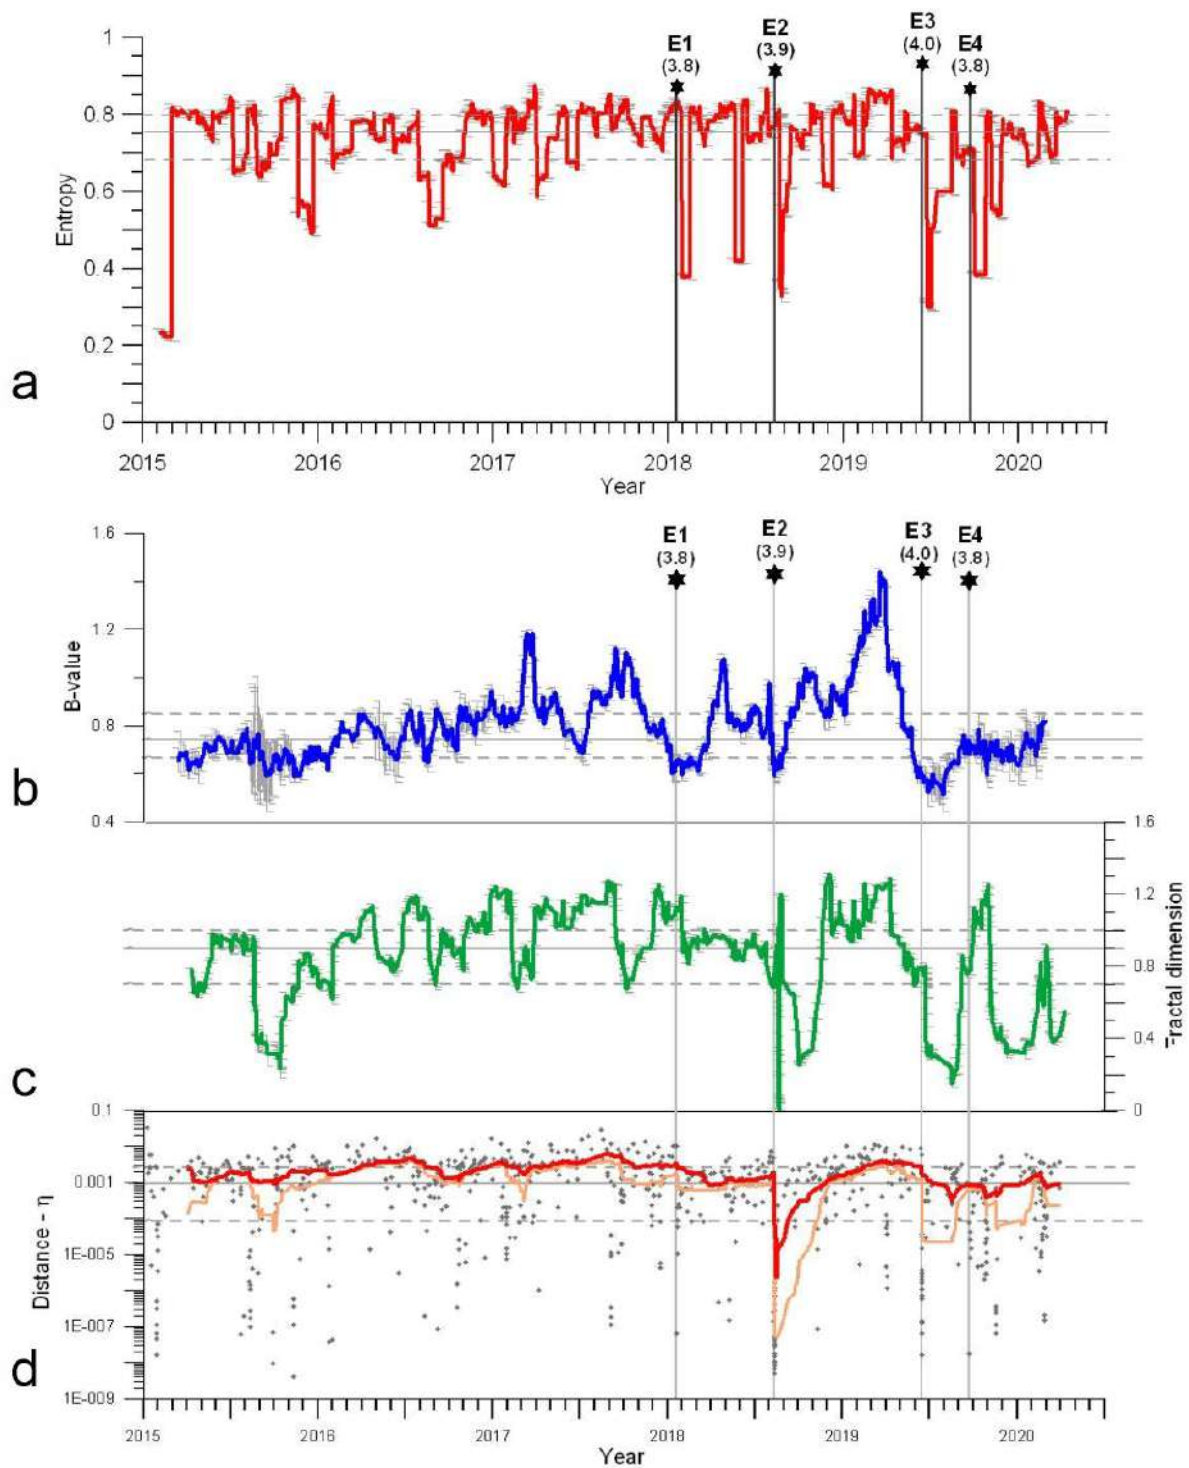 E1
(3.8)
E2
(3.9)
E3
(4.0)
E4
(3.8)
1
0.8
0.6
0.4
0.2
0
Entropy
a
2015 2016 2017 2018 2019 2020
Year
1.6
1.2
0.8
0.4
B-value
E1
(3.8)
E2
(3.9)
E3
(4.0)
E4
(3.8)
b
1.6
1.2
0.8
0.4
0
Fractal dimension
c
0.1
0.001
1E-005
1E-007
1E-009
Distance - η
d
2015 2016 2017 2018 2019 2020
Year